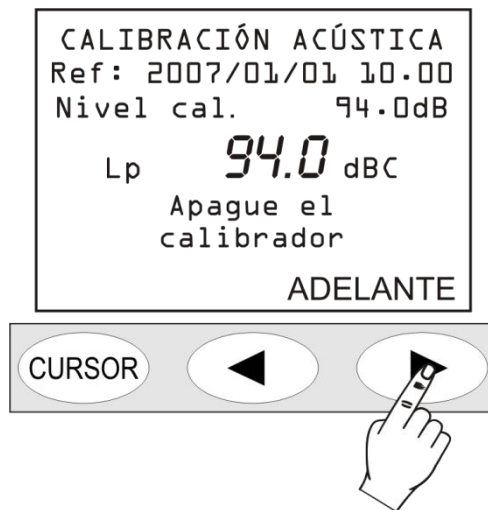 CALIBRACIÓN ACÚSTICA
Ref: 2007/01/01 10.00
Nivel cal. 94.0dB
Lp 94.0 dBC
Apague el
calibrador
ADELANTE
CURSOR